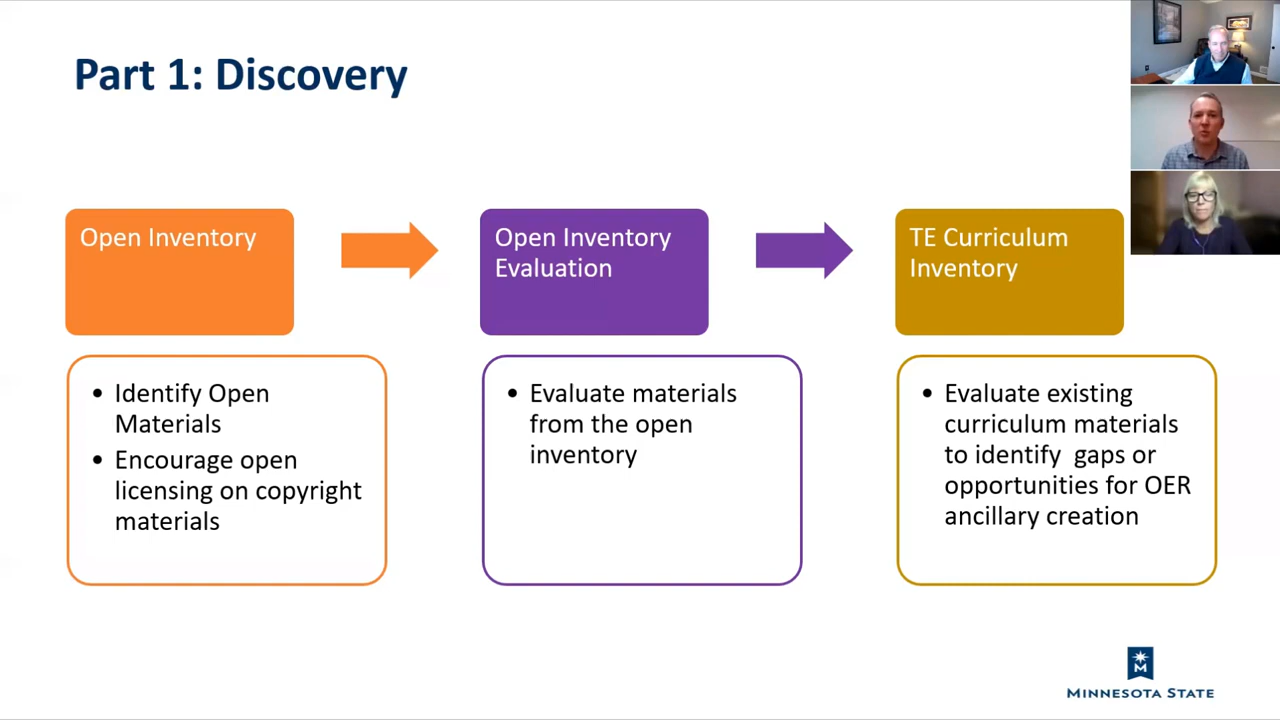 Part 1: Discovery
Open Inventory
• Identify Open
Materials
• Encourage open
licensing on copyright
materials
Open Inventory
Evaluation
• Evaluate materials
from the open
inventory
TE Curriculum
Inventory
• Evaluate existing
curriculum materials
to identify  gaps or
opportunities for OER
ancillary creation
M
MINNESOTA STATE